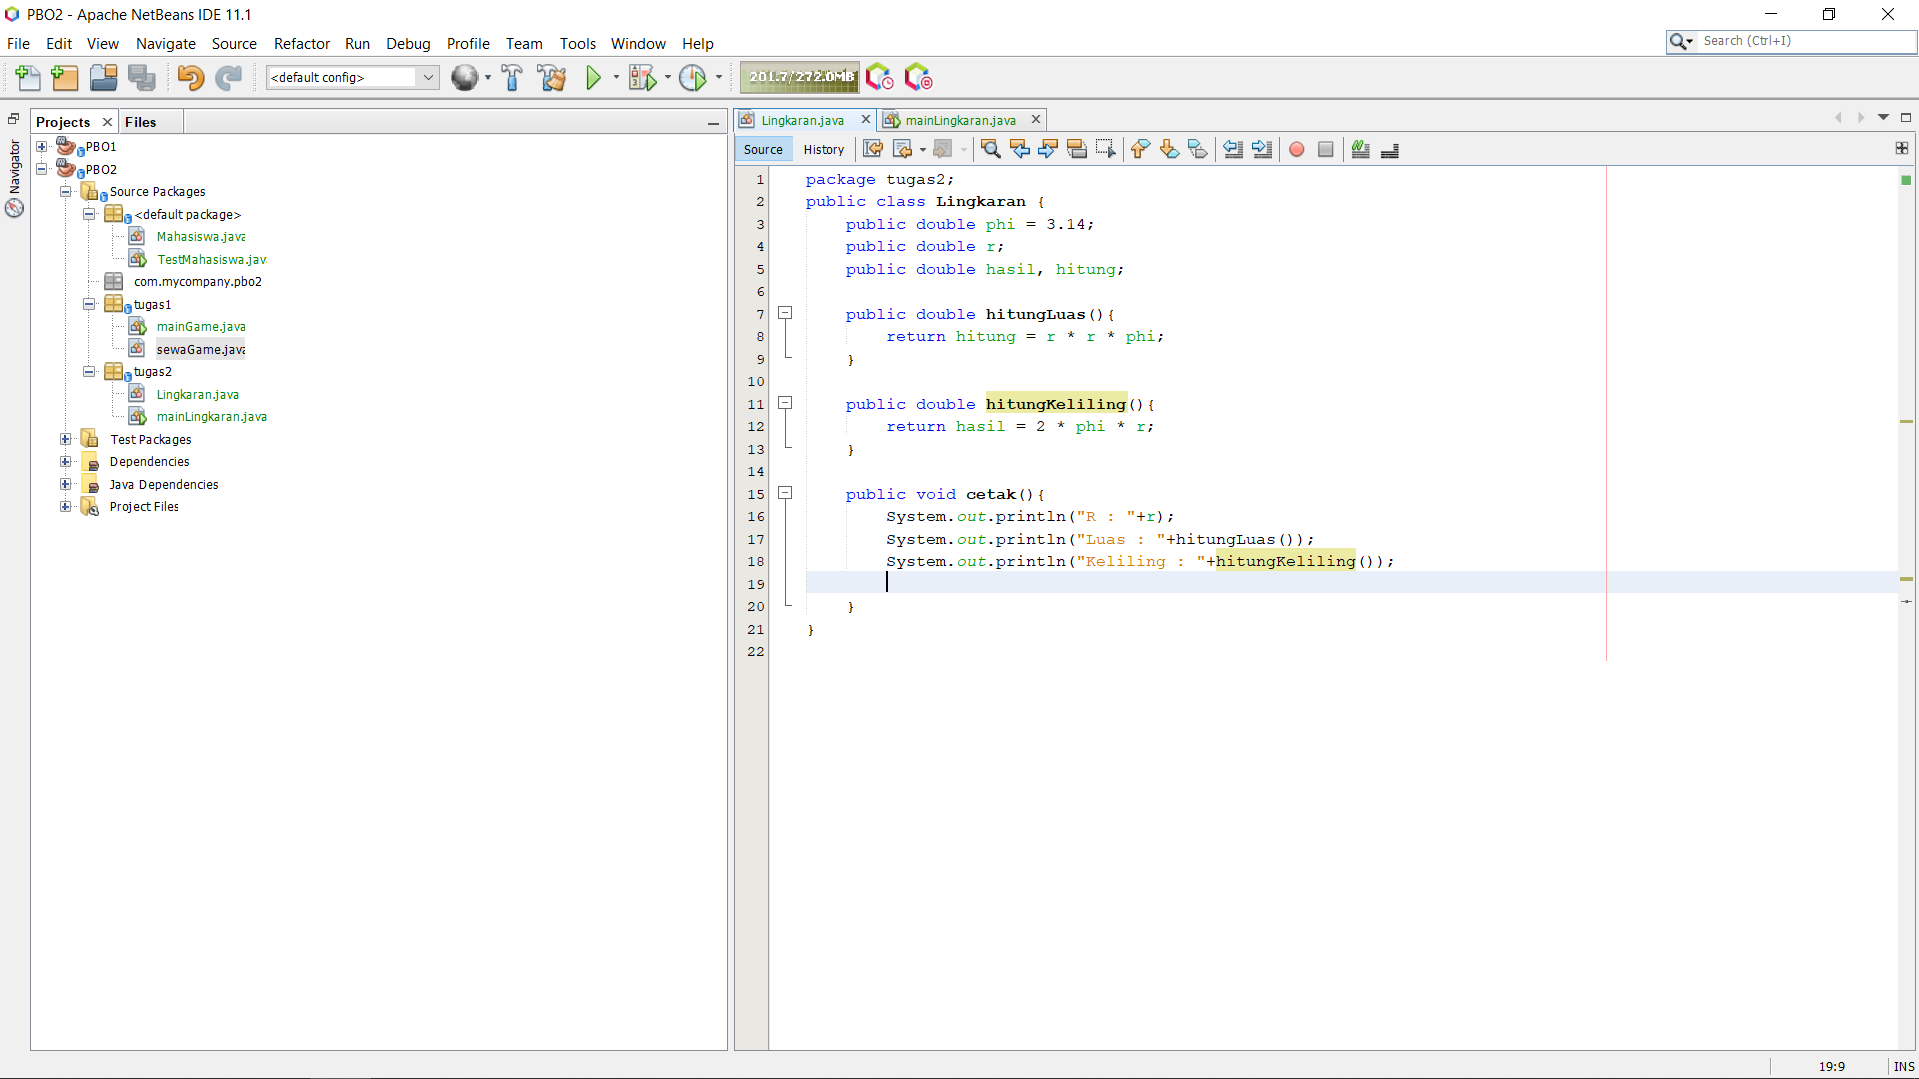 PBO2 - Apache NetBeans IDE 11.1
File Edit View Navigate Source Refactor Run Debug Profile Team Tools Window Help
Search (Ctrl+I)
<default config>
201.7/272.0MB
Projects Files
Navigator
PBO1
PBO2
Source Packages
<default package>
Mahasiswa.java
TestMahasiswa.jav
com.mycompany.pbo2
tugas1
mainGame.java
sewaGame.java
tugas2
Lingkaran.java
mainLingkaran.java
Test Packages
Dependencies
Java Dependencies
Project Files
Lingkaran.java mainLingkaran.java
Source History
1 package tugas2;
2 public class Lingkaran {
3 public double phi = 3.14;
4 public double r;
5 public double hasil, hitung;
6
7 public double hitungLuas(){
8 return hitung = r * r * phi;
9 }
10
11 public double hitungKeliling(){
12 return hasil = 2 * phi * r;
13 }
14
15 public void cetak(){
16 System.out.println("R : "+r);
17 System.out.println("Luas : "+hitungLuas());
18 System.out.println("Keliling : "+hitungKeliling());
19
20 }
21 }
22
19:9 INS